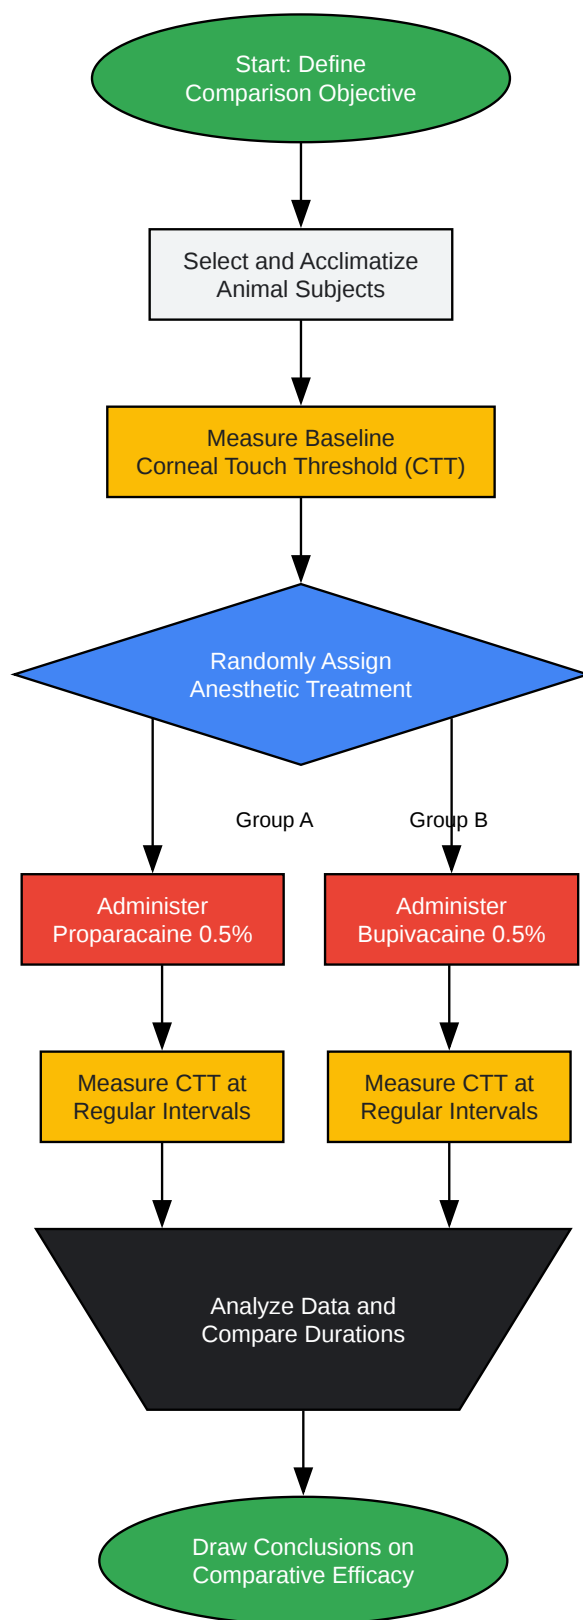 Start: Define
Comparison Objective
Select and Acclimatize
Animal Subjects
Measure Baseline
Corneal Touch Threshold (CTT)
Randomly Assign
Anesthetic Treatment
Group A
Group B
Administer
Proparacaine 0.5%
Administer
Bupivacaine 0.5%
Measure CTT at
Regular Intervals
Measure CTT at
Regular Intervals
Analyze Data and
Compare Durations
Draw Conclusions on
Comparative Efficacy